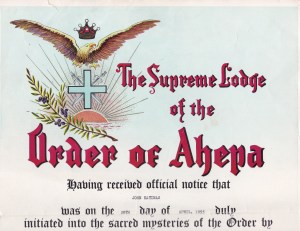 The Supreme Lodge
of the
Order of Ahepa
Having received official notice that
was on the day of duly
initiated into the sacred mysteries of the Order by